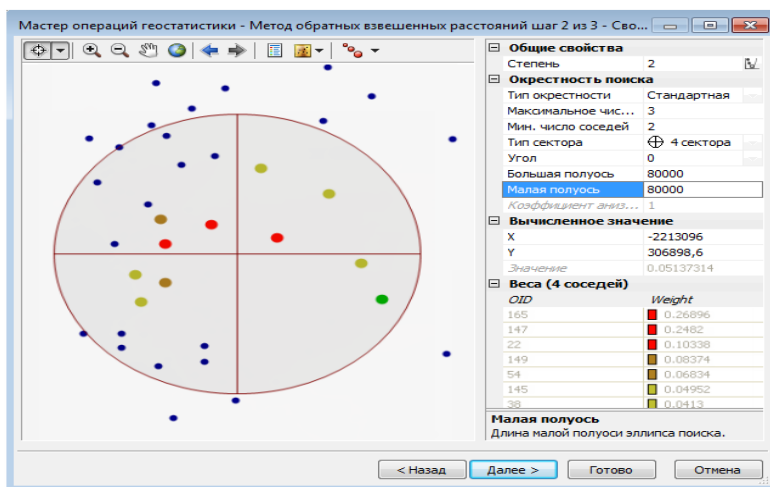 Мастер операций геостатистики - Метод обратных взвешенных расстояний шаг 2 из 3 - Сво...
Общие свойства
Степень 2
Окрестность поиска
Тип окрестности Стандартная
Максимальное чис... 3
Мин. число соседей 2
Тип сектора 4 сектора
Угол 0
Большая полуось 80000
Малая полуось 80000
Коэффициент аниз... 1
Вычисленное значение
X -2213096
Y 306898,6
Значение 0.05137314
Веса (4 соседей)
OID Weight
165 0.26896
147 0.2482
22 0.10338
149 0.08374
54 0.06834
145 0.04952
38 0.0413
Малая полуось
Длина малой полуоси эллипса поиска.
< Назад Далее > Готово Отмена